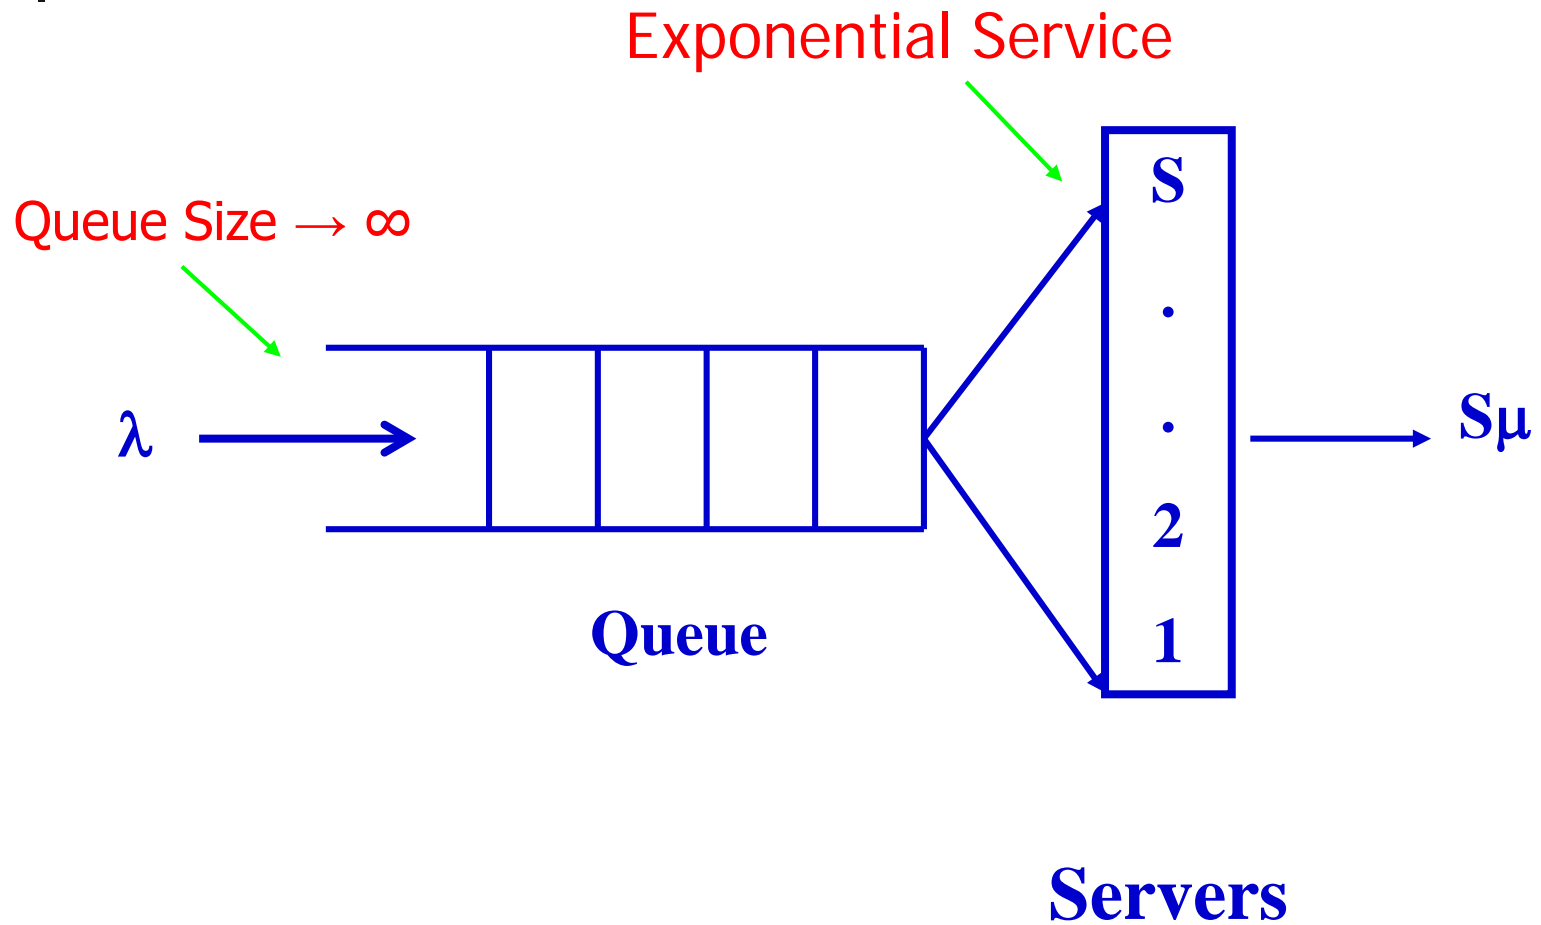 Exponential Service
Queue Size → ∞
S
.
.
2
1
λ
Sμ
Queue
Servers